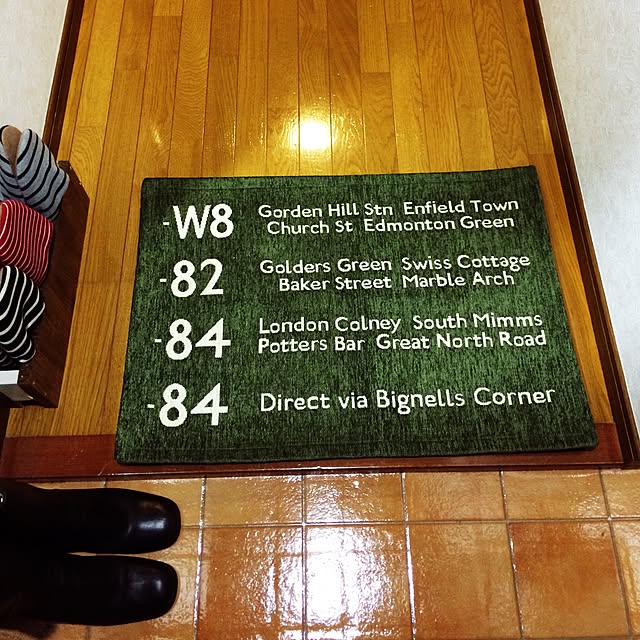 -W8 Gorden Hill Stn Enfield Town
Church St Edmonton Green
-82 Golders Green Swiss Cottage
Baker Street Marble Arch
-84 London Colney South Mimms
Potters Bar Great North Road
-84 Direct via Bignells Corner